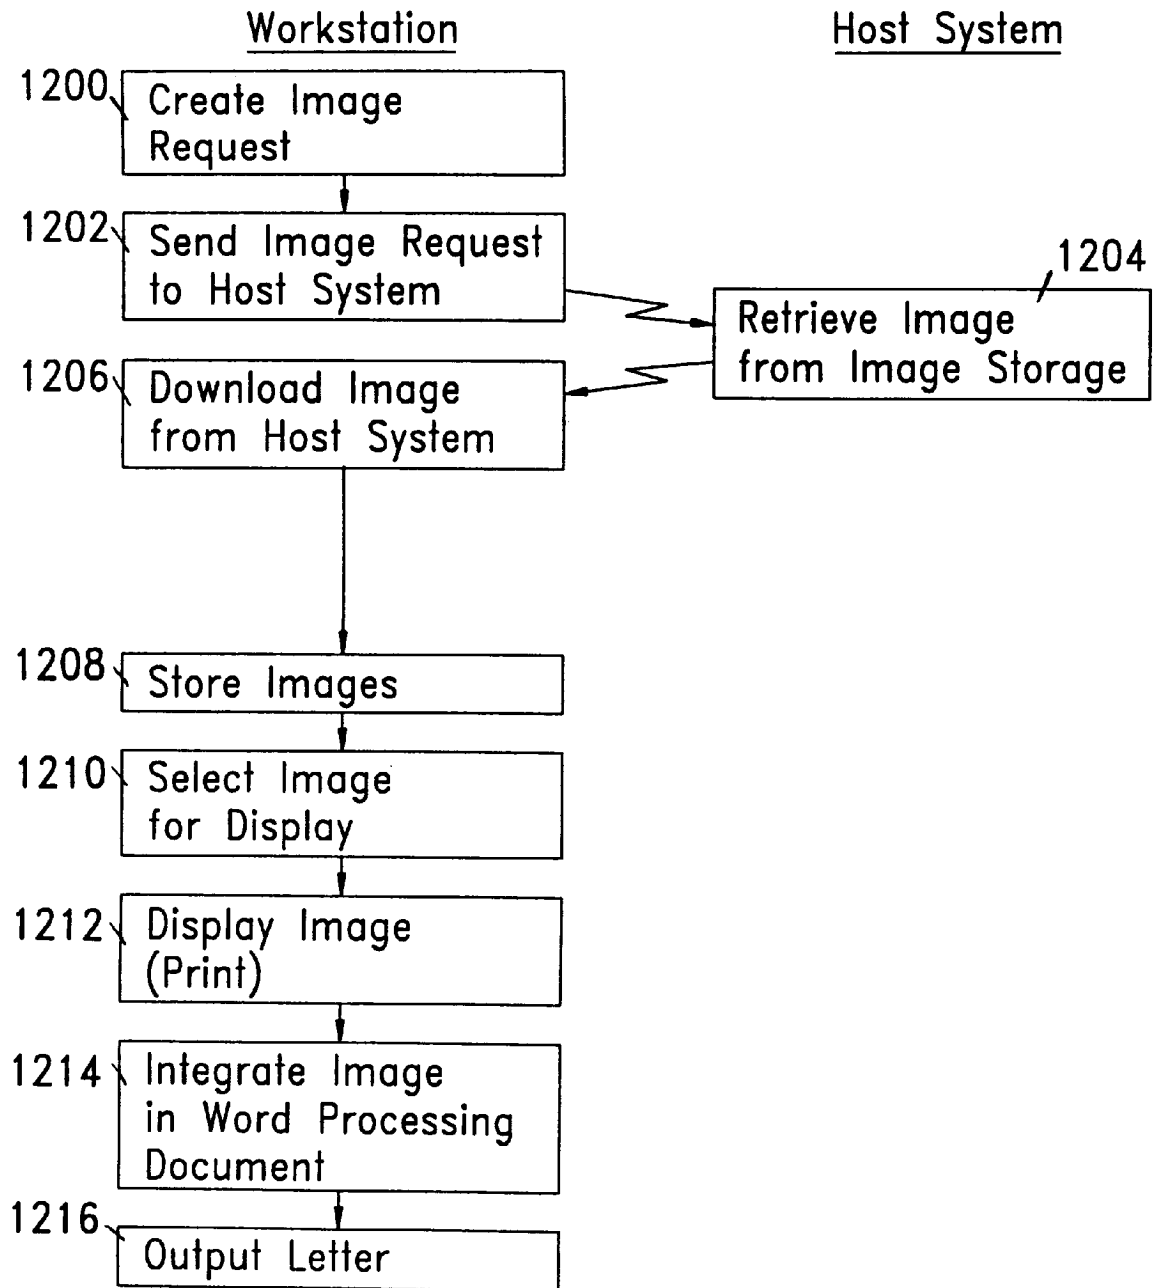 Workstation
Host System
1200
Create Image
Request
1202
Send Image Request
to Host System
1204
Retrieve Image
from Image Storage
1206
Download Image
from Host System
1208
Store Images
1210
Select Image
for Display
1212
Display Image
(Print)
1214
Integrate Image
in Word Processing
Document
1216
Output Letter